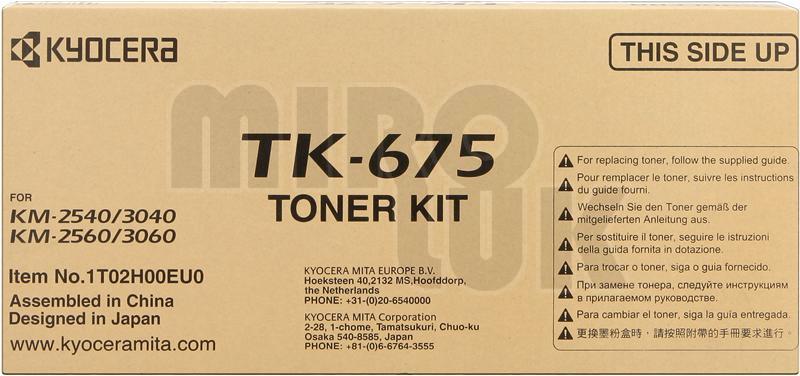 KYOCERA
THIS SIDE UP
MIRO
LUK
TK-675
TONER KIT
FOR
KM-2540/3040
KM-2560/3060
Item No.1T02H00EU0
Assembled in China
Designed in Japan
www.kyoceramita.com
KYOCERA MITA EUROPE B.V.
Hoeksteen 40,2132 MS,Hoofddorp,
the Netherlands
PHONE: +31-(0)20-6540000
KYOCERA MITA Corporation
2-28, 1-chome, Tamatsukuri, Chuo-ku
Osaka 540-8585, Japan
PHONE: +81-(0)6-6764-3555
For replacing toner, follow the supplied guide.
Pour remplacer le toner, suivre les instructions
du guide fourni.
Wechseln Sie den Toner gemäß der
mitgelieferten Anleitung aus.
Per sostituire il toner, seguire le istruzioni
della guida fornita in dotazione.
Para trocar o toner, siga o guia fornecido.
При замене тонера, следуйте инструкциям
в прилагаемом руководстве.
Para cambiar el toner, siga la guía entregada.
更換墨粉盒時，請按照附帶的手冊要求進行。